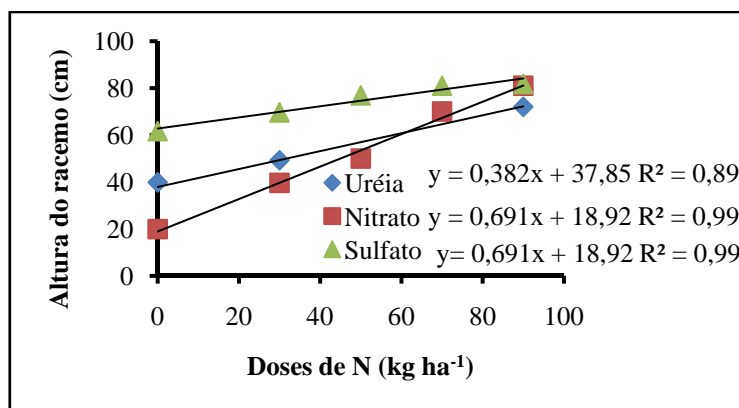 Altura do racemo (cm)
100
80
60
40
20
0
Uréia y = 0,382x + 37,85 R² = 0,89
Nitrato y = 0,691x + 18,92 R² = 0,99
Sulfato y= 0,691x + 18,92 R² = 0,99
0 20 40 60 80 100
Doses de N (kg ha⁻¹)